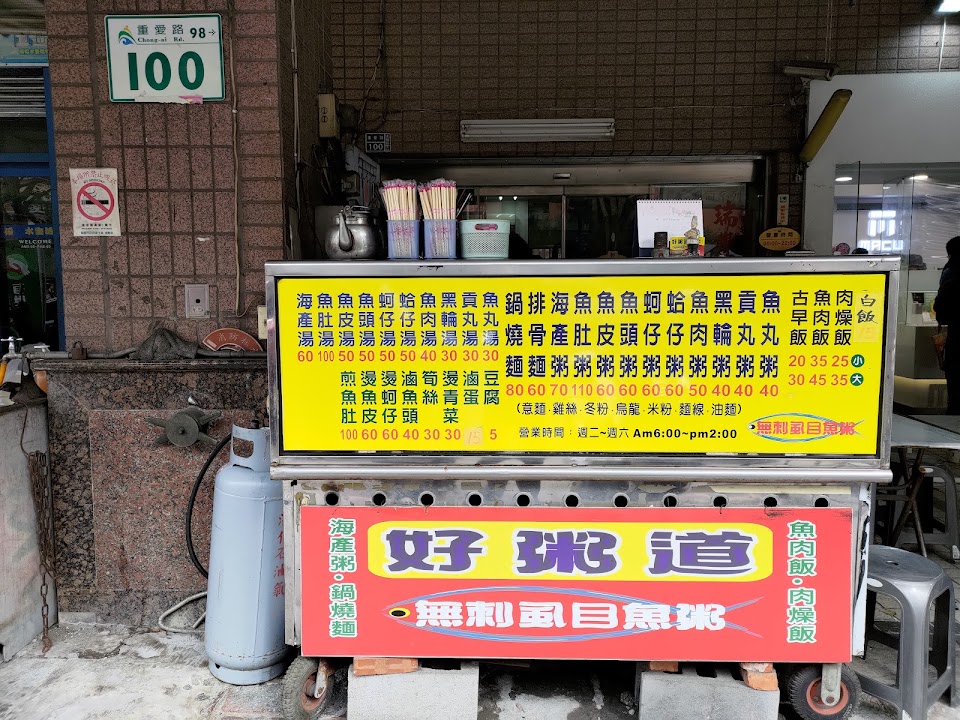 重愛路 98→
Chong-ai Rd.
100
WELCOME
100
海產湯 60
魚肚湯 100
魚皮湯 50
魚頭湯 50
蚵仔湯 50
蛤仔湯 50
魚肉湯 40
黑輪湯 30
貢丸湯 30
魚丸湯 30
煎魚肚 100
燙魚皮 60
燙蚵仔 60
滷魚頭 40
筍絲 30
燙青菜 30
滷蛋 15
豆腐 5
鍋燒麵 80
排骨麵 60
海產粥 70
魚肚粥 110
魚皮粥 60
魚頭粥 60
蚵仔粥 60
蛤仔粥 60
魚肉粥 50
黑輪粥 40
貢丸粥 40
魚丸粥 40
(意麵.雞絲.冬粉.烏龍.米粉.麵線.油麵)
營業時間：週二~週六 Am6:00~pm2:00
古早飯 20 30
魚肉飯 35 45
肉燥飯 25 35
小
大
白飯
無刺虱目魚粥
海產粥·鍋燒麵
好粥道
無刺虱目魚粥
魚肉飯·肉燥飯